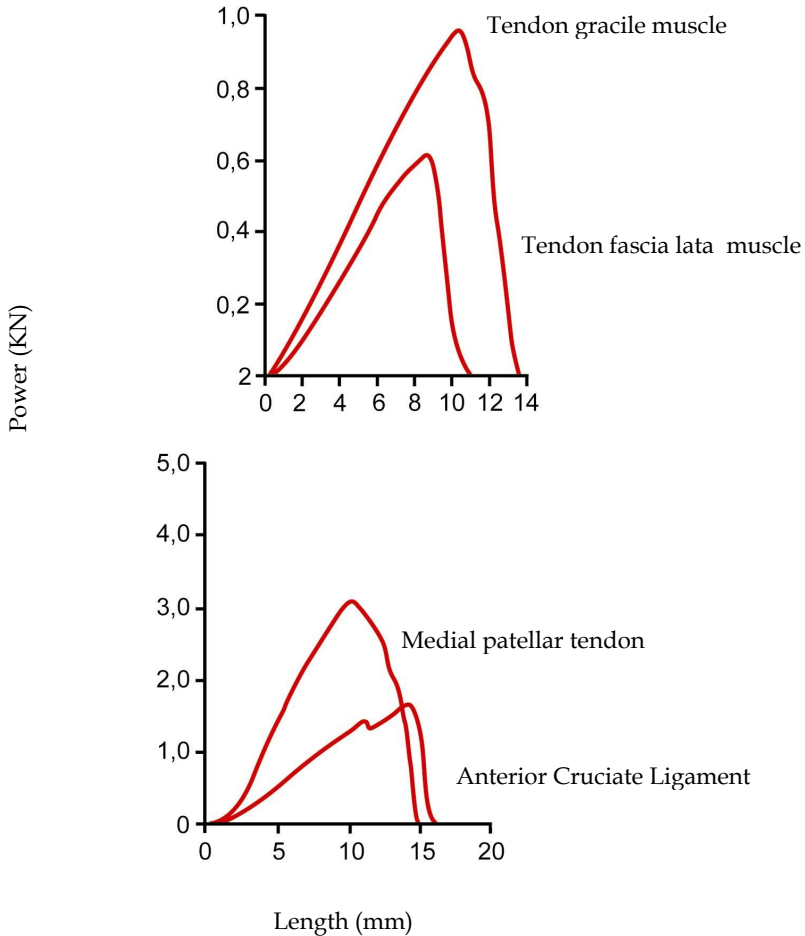 1,0
Tendon gracile muscle
0,8
0,6
0,4
Tendon fascia lata muscle
0,2
2
0 2 4 6 8 10 12 14
Power (KN)
5,0
4,0
3,0
Medial patellar tendon
2,0
1,0
Anterior Cruciate Ligament
0
0 5 10 15 20
Length (mm)